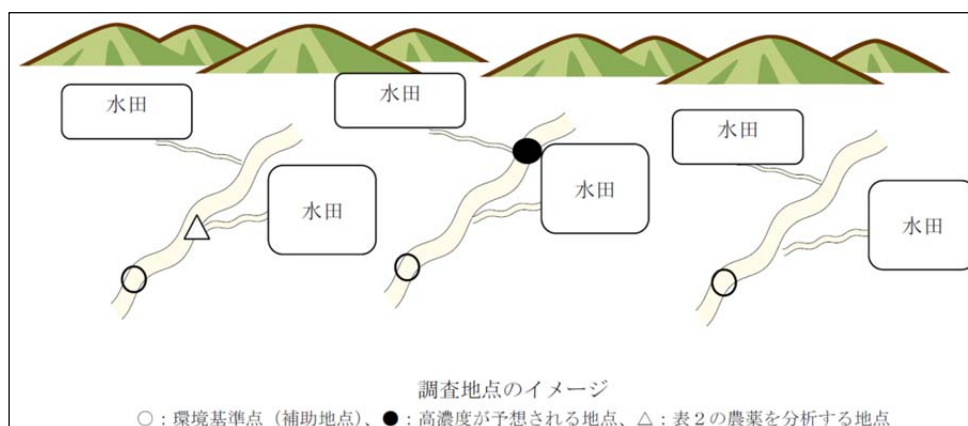 水田
水田
水田
水田
水田
水田
調査地点のイメージ
○：環境基準点（補助地点）、●：高濃度が予想される地点、△：表２の農薬を分析する地点